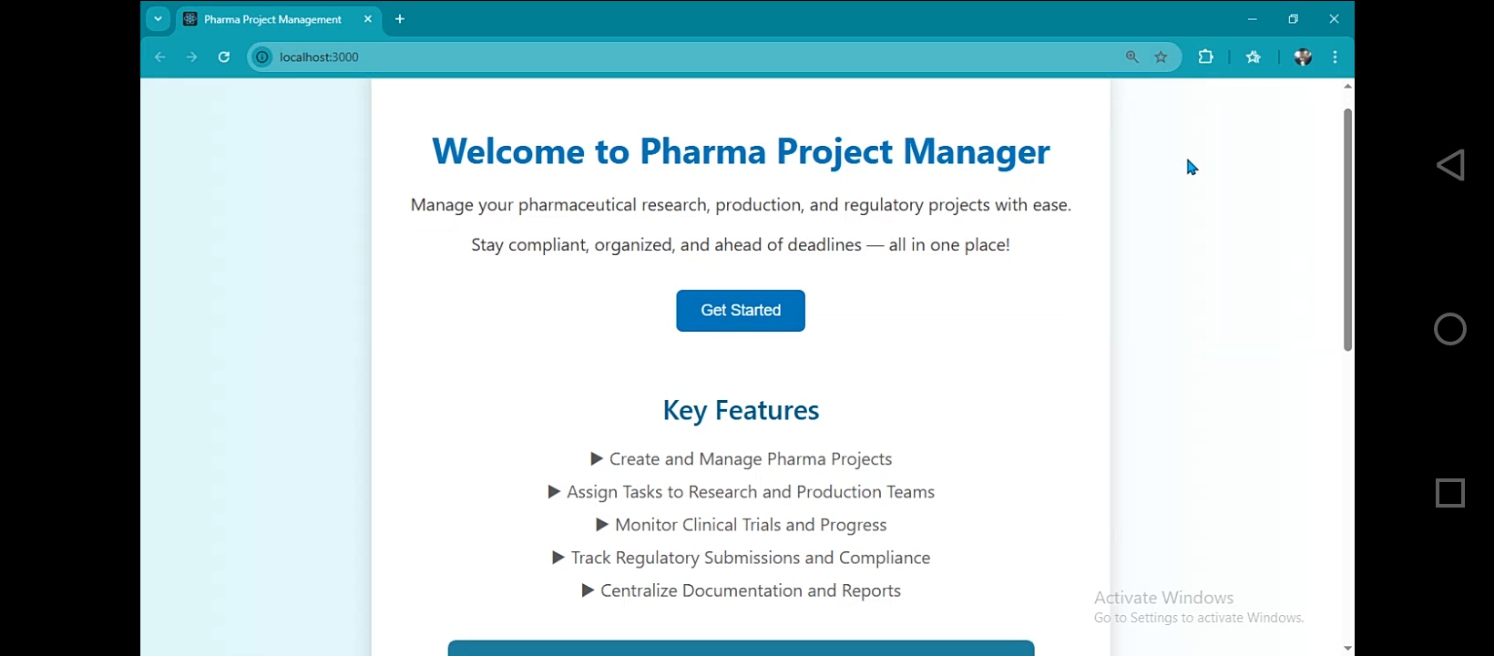 Pharma Project Management
localhost:3000
Welcome to Pharma Project Manager
Manage your pharmaceutical research, production, and regulatory projects with ease.
Stay compliant, organized, and ahead of deadlines — all in one place!
Get Started
Key Features
▶ Create and Manage Pharma Projects
▶ Assign Tasks to Research and Production Teams
▶ Monitor Clinical Trials and Progress
▶ Track Regulatory Submissions and Compliance
▶ Centralize Documentation and Reports
Activate Windows
Go to Settings to activate Windows.